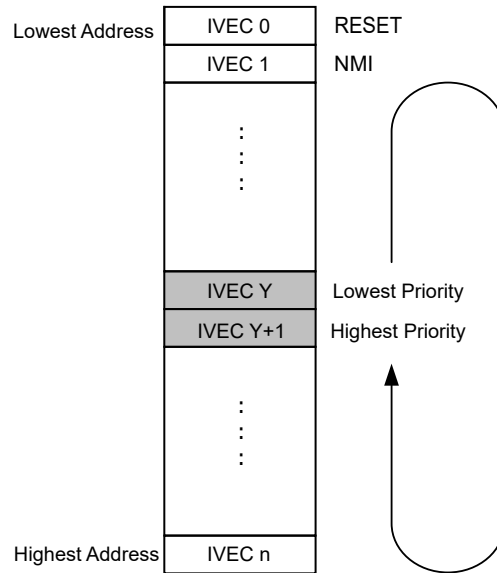 Lowest Address IVEC 0 RESET
IVEC 1 NMI
:
:
:
IVEC Y Lowest Priority
IVEC Y+1 Highest Priority
:
:
:
Highest Address IVEC n